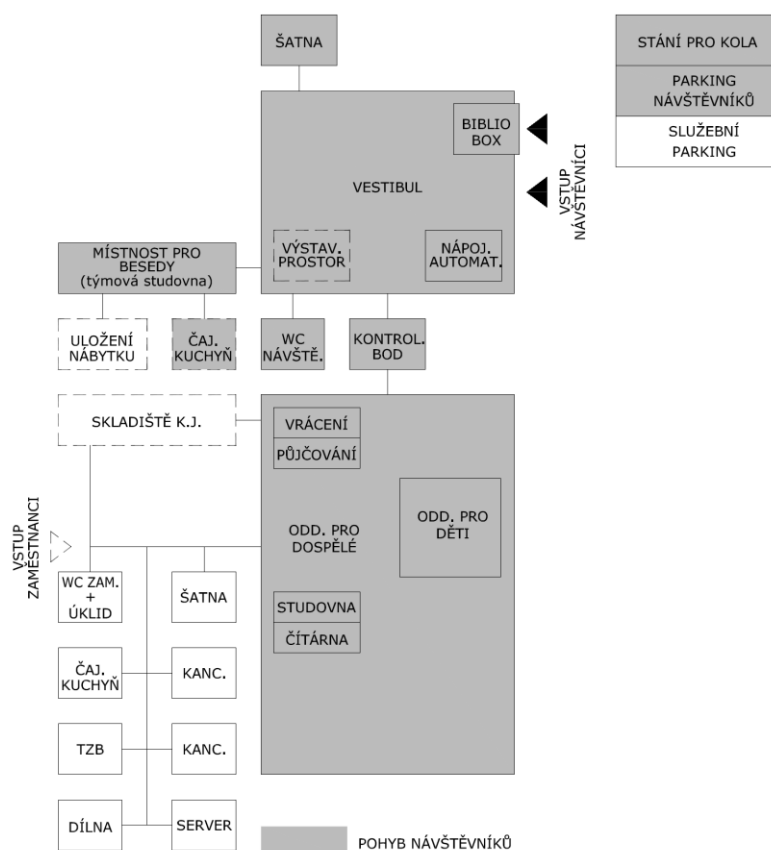 ŠATNA
STÁNÍ PRO KOLA
PARKING
NÁVŠTĚVNÍKŮ
SLUŽEBNÍ
PARKING
BIBLIO
BOX
VSTUP
NÁVŠTĚVNÍCI
VESTIBUL
VÝSTAV.
PROSTOR
NÁPOJ.
AUTOMAT.
MÍSTNOST PRO
BESEDY
(týmová studovna)
ULOŽENÍ
NÁBYTKU
ČAJ.
KUCHYŇ
WC
NÁVŠTĚ.
KONTROL.
BOD
SKLADIŠTĚ K.J.
VRÁCENÍ
PŮJČOVÁNÍ
ODD. PRO
DOSPĚLÉ
ODD. PRO
DĚTI
STUDOVNA
ČÍTÁRNA
VSTUP
ZAMĚSTNANCI
WC ZAM.
+
ÚKLID
ŠATNA
ČAJ.
KUCHYŇ
KANC.
TZB
KANC.
DÍLNA
SERVER
POHYB NÁVŠTĚVNÍKŮ